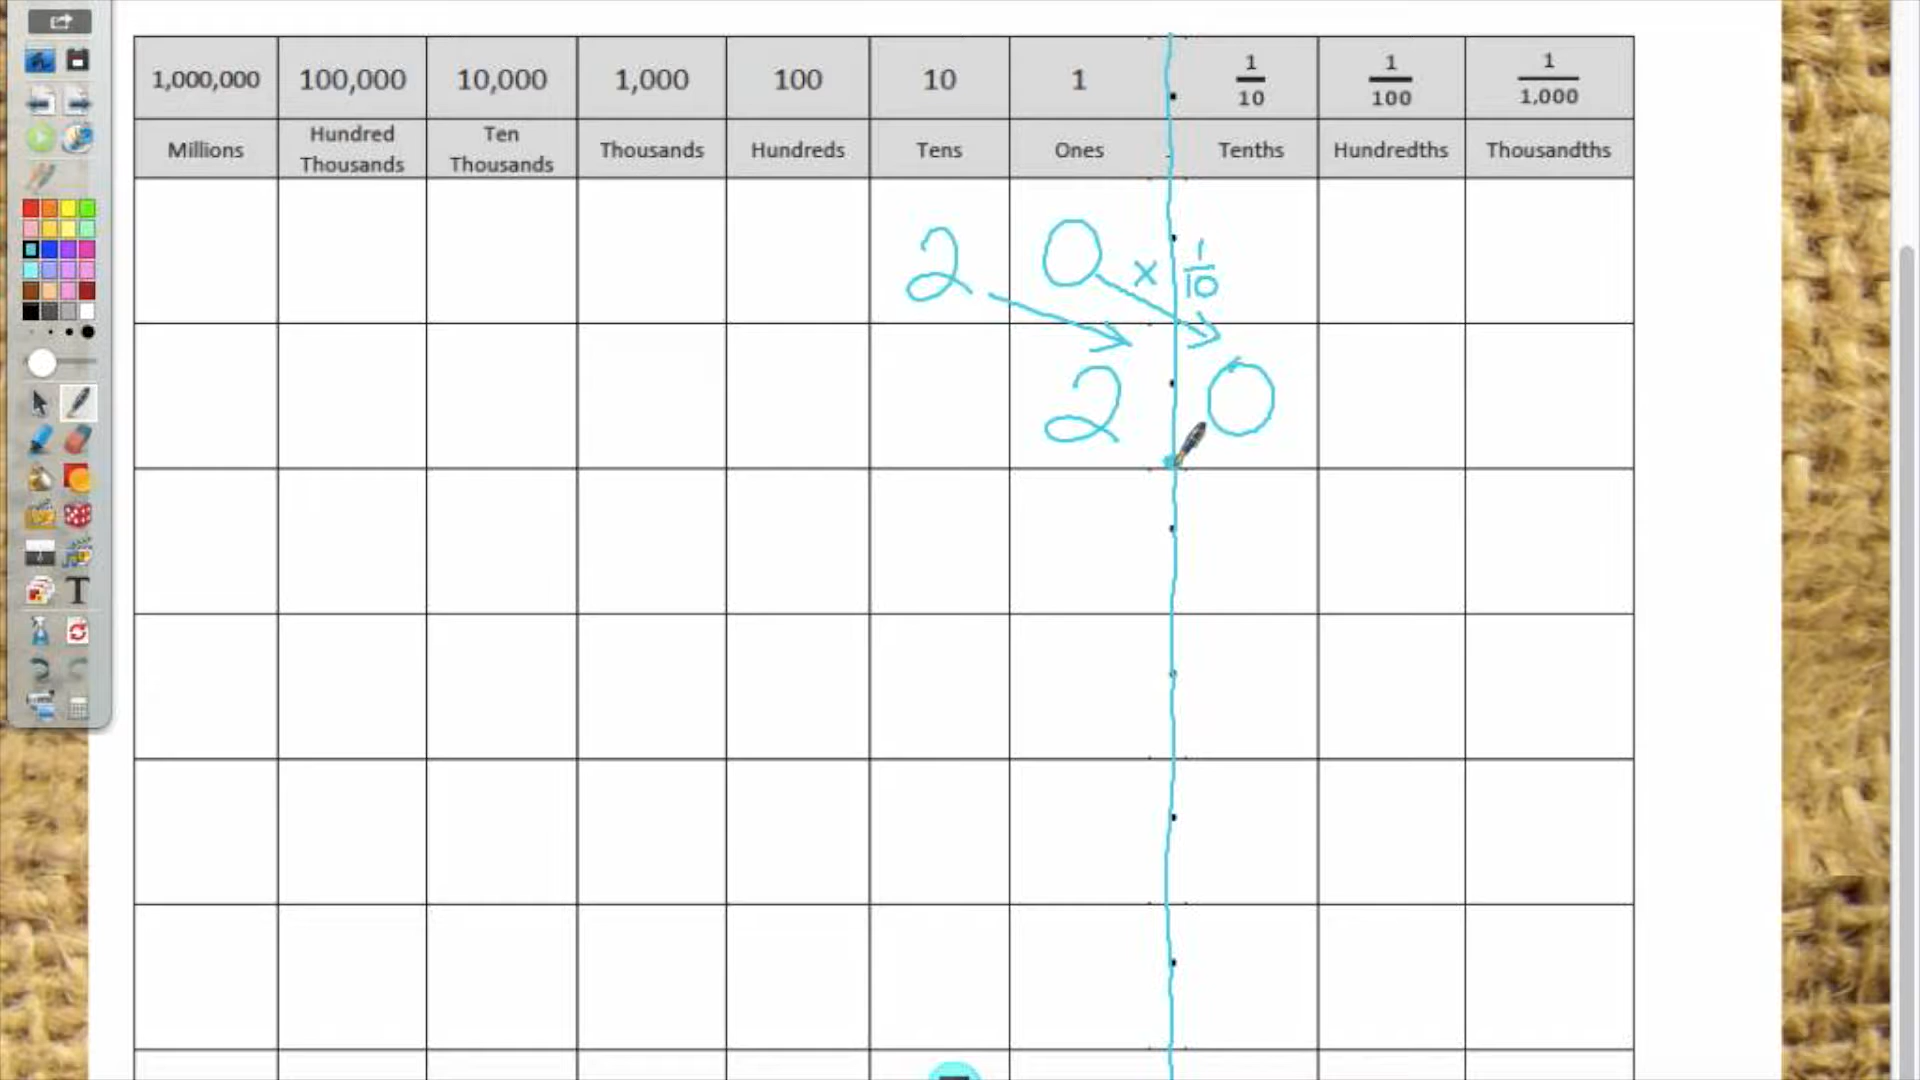 1,000,000 100,000 10,000 1,000 100 10 1 . 1/10 1/100 1/1,000
Millions Hundred Thousands Ten Thousands Thousands Hundreds Tens Ones . Tenths Hundredths Thousandths
2 0 . x 1/10
2 . 0
T